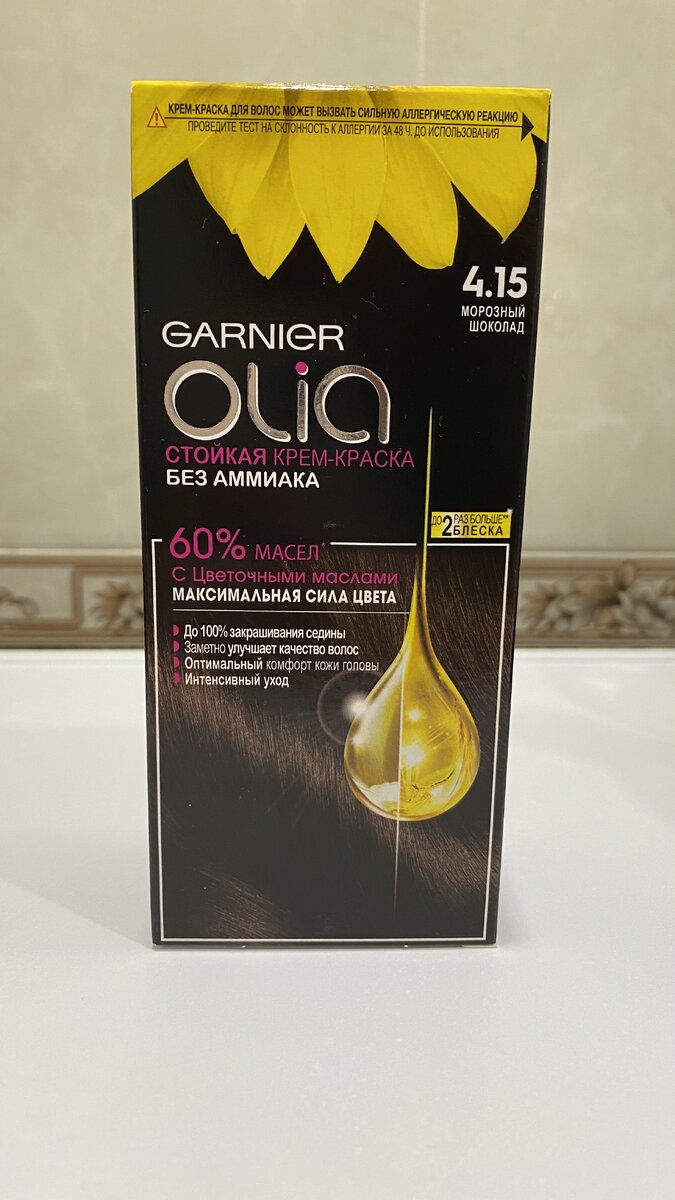 КРЕМ-КРАСКА ДЛЯ ВОЛОС МОЖЕТ ВЫЗВАТЬ СИЛЬНУЮ АЛЛЕРГИЧЕСКУЮ РЕАКЦИЮ
ПРОВЕДИТЕ ТЕСТ НА СКЛОННОСТЬ К АЛЛЕРГИИ ЗА 48 Ч. ДО ИСПОЛЬЗОВАНИЯ
4.15
МОРОЗНЫЙ
ШОКОЛАД
GARNIER
OLIA
СТОЙКАЯ КРЕМ-КРАСКА
БЕЗ АММИАКА
ДО 2 РАЗ БОЛЬШЕ**
БЛЕСКА
60% МАСЕЛ*
С Цветочными маслами
МАКСИМАЛЬНАЯ СИЛА ЦВЕТА
До 100% закрашивания седины
Заметно улучшает качество волос
Оптимальный комфорт кожи головы
Интенсивный уход